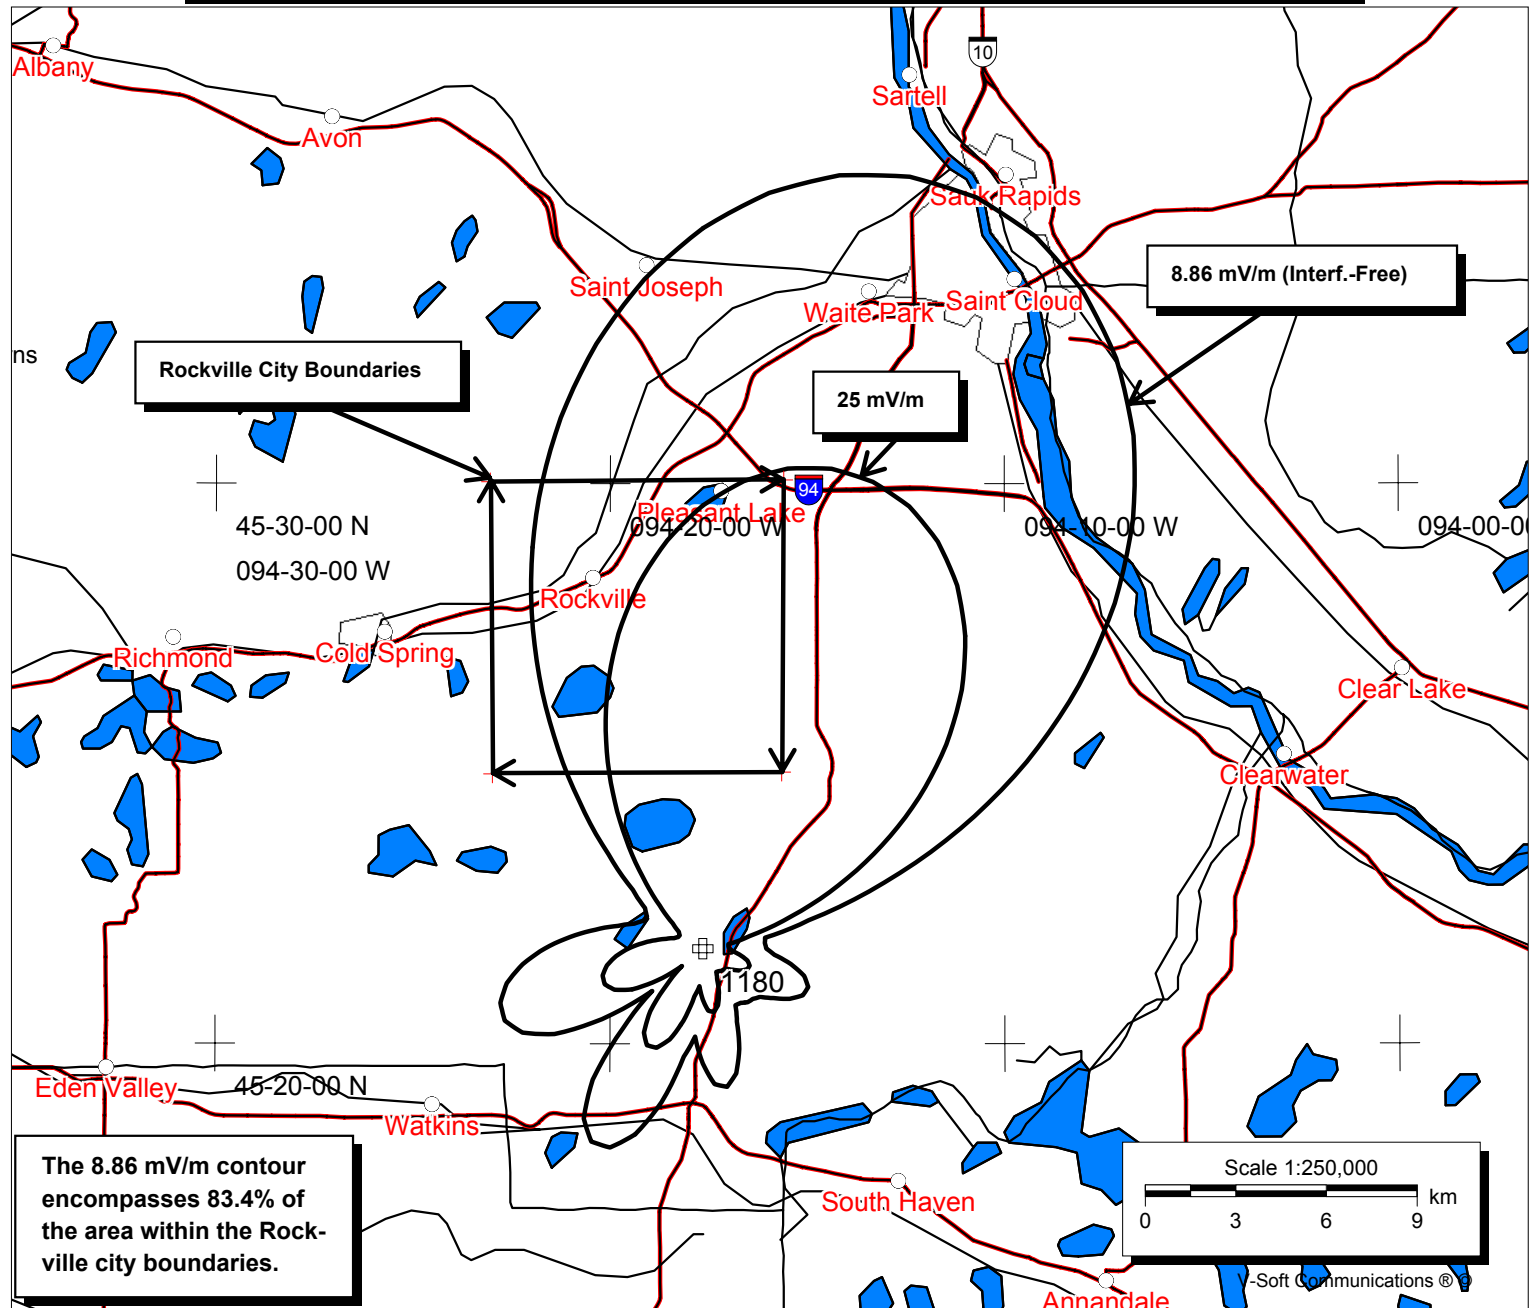 10
Albany
Sartell
Avon
Sauk Rapids
8.86 mV/m (Interf.-Free)
Saint Joseph
Saint Cloud
Waite Park
ns
Rockville City Boundaries
25 mV/m
94
Pleasant Lake
45-30-00 N
094-20-00 W
094-10-00 W
094-00-00
094-30-00 W
Rockville
Richmond
Cold Spring
Clear Lake
Clearwater
1180
Eden Valley
45-20-00 N
Watkins
The 8.86 mV/m contour
encompasses 83.4% of
the area within the Rock-
ville city boundaries.
Scale 1:250,000
km
0 3 6 9
South Haven
V-Soft Communications ® ©
Annandale